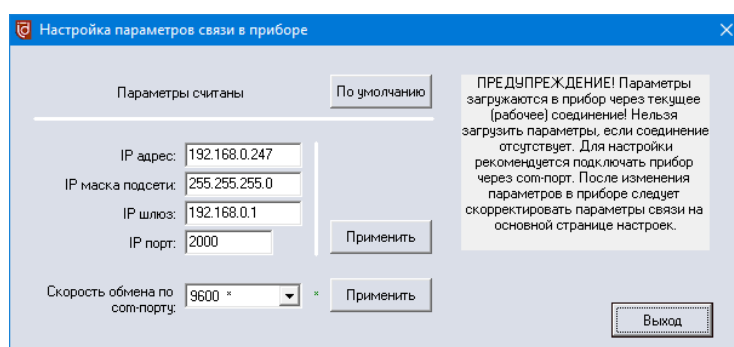 Настройка параметров связи в приборе
Параметры считаны
По умолчанию
IP адрес: 192.168.0.247
IP маска подсети: 255.255.255.0
IP шлюз: 192.168.0.1
IP порт: 2000
Применить
Скорость обмена по
com-порту:
9600 *
*
Применить
ПРЕДУПРЕЖДЕНИЕ! Параметры
загружаются в прибор через текущее
(рабочее) соединение! Нельзя
загрузить параметры, если соединение
отсутствует. Для настройки
рекомендуется подключать прибор
через com-порт. После изменения
параметров в приборе следует
скорректировать параметры связи на
основной странице настроек.
Выход